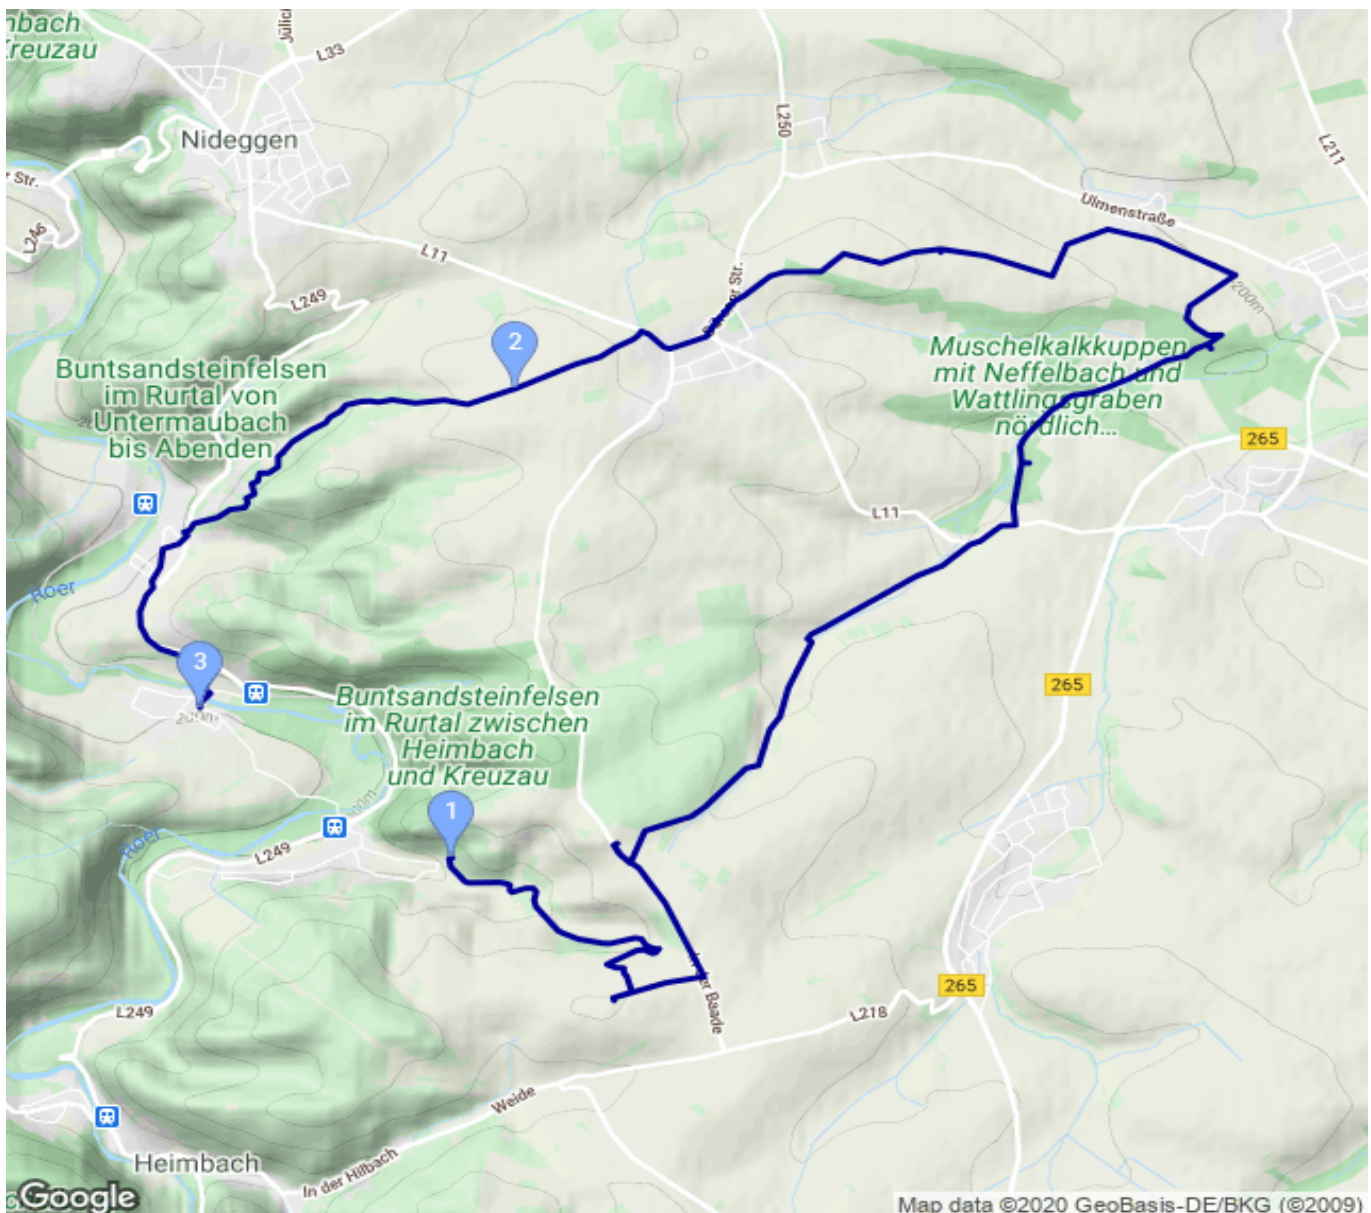 nbach
Kreuzau
Jülich
L33
Nideggen
L250
L211
r Str.
L246
Ulmenstraße
L11
L249
200m
2
Buntsandsteinfelsen
im Rurtal von
Untermaubach
bis Abenden
Muschelkalkkuppen
mit Neffelbach und
Wattlingsgraben
nördlich...
265
L11
Roer
3
200m
265
Buntsandsteinfelsen
im Rurtal zwischen
Heimbach
und Kreuzau
1
Roer
L249
265
L249
L218
Weide
Heimbach
In der Hilbach
Google
Map data ©2020 GeoBasis-DE/BKG (©2009)